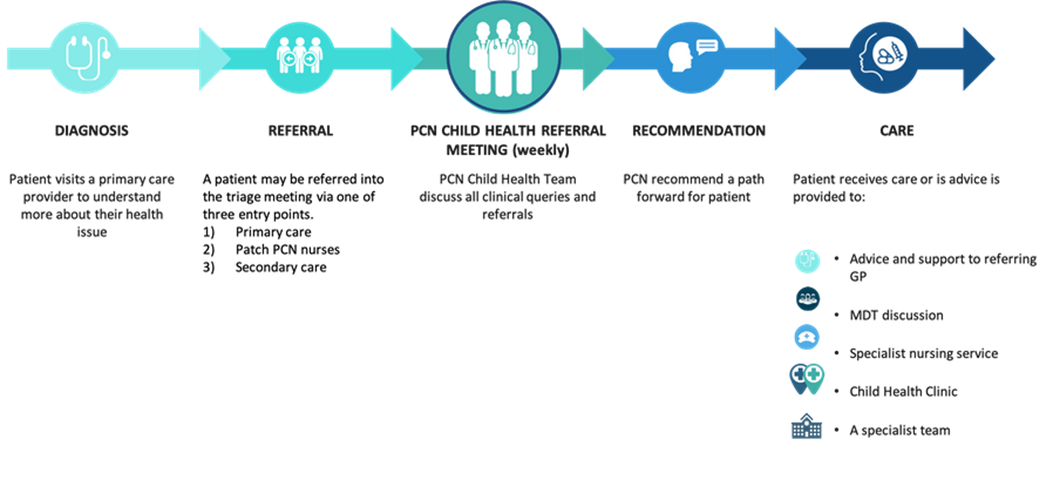 DIAGNOSIS
Patient visits a primary care
provider to understand
more about their health
issue
REFERRAL
A patient may be referred into
the triage meeting via one of
three entry points.
1) Primary care
2) Patch PCN nurses
3) Secondary care
PCN CHILD HEALTH REFERRAL
MEETING (weekly)
PCN Child Health Team
discuss all clinical queries and
referrals
RECOMMENDATION
PCN recommend a path
forward for patient
CARE
Patient receives care or is advice is
provided to:
• Advice and support to referring
GP
• MDT discussion
• Specialist nursing service
• Child Health Clinic
• A specialist team